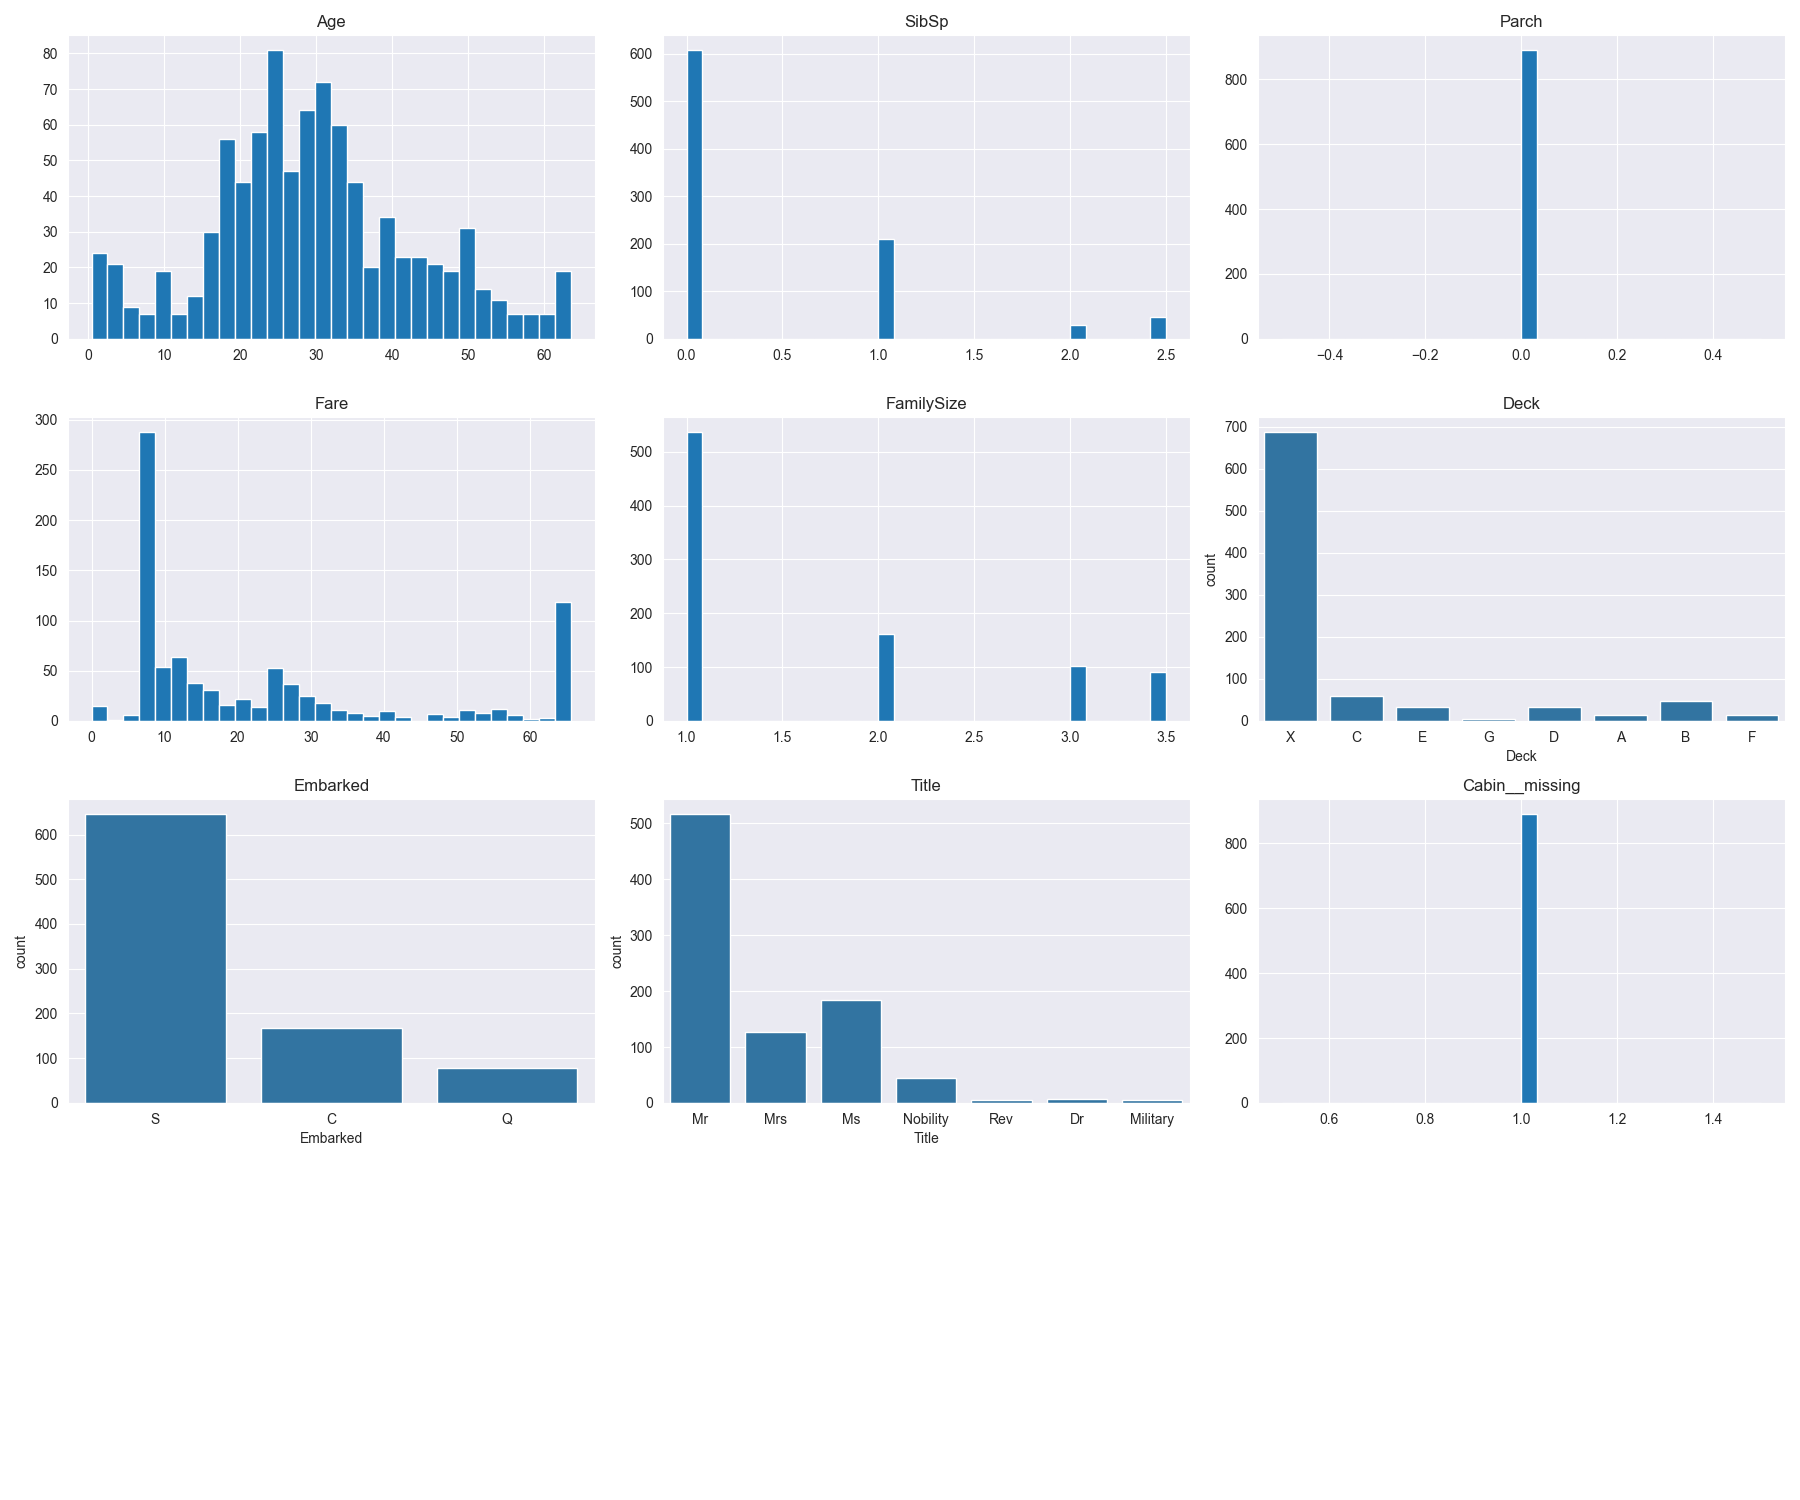 Age
80
70
60
50
40
30
20
10
0
0 10 20 30 40 50 60
SibSp
600
500
400
300
200
100
0
0.0 0.5 1.0 1.5 2.0 2.5
Parch
800
600
400
200
0
−0.4 −0.2 0.0 0.2 0.4
Fare
300
250
200
150
100
50
0
0 10 20 30 40 50 60
FamilySize
500
400
300
200
100
0
1.0 1.5 2.0 2.5 3.0 3.5
Deck
700
600
500
400
300
200
100
0
count
X C E G D A B F
Deck
Embarked
600
500
400
300
200
100
0
count
S C Q
Embarked
Title
500
400
300
200
100
0
count
Mr Mrs Ms Nobility Rev Dr Military
Title
Cabin__missing
800
600
400
200
0
0.6 0.8 1.0 1.2 1.4